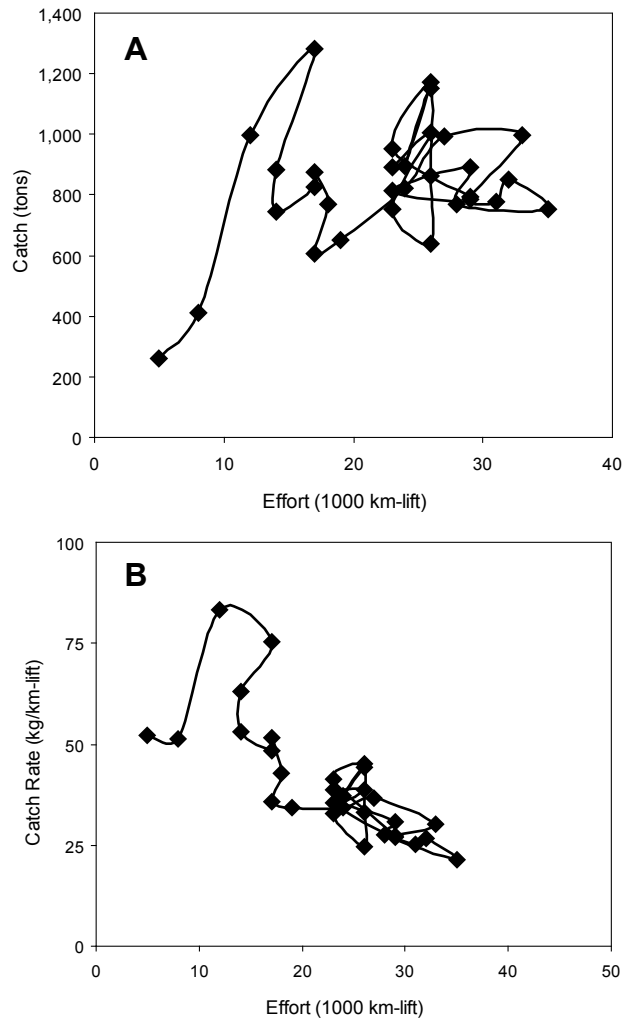 A
1,400
1,200
1,000
800
600
400
200
0
Catch (tons)
0 10 20 30 40
Effort (1000 km-lift)
B
100
75
50
25
0
Catch Rate (kg/km-lift)
0 10 20 30 40 50
Effort (1000 km-lift)